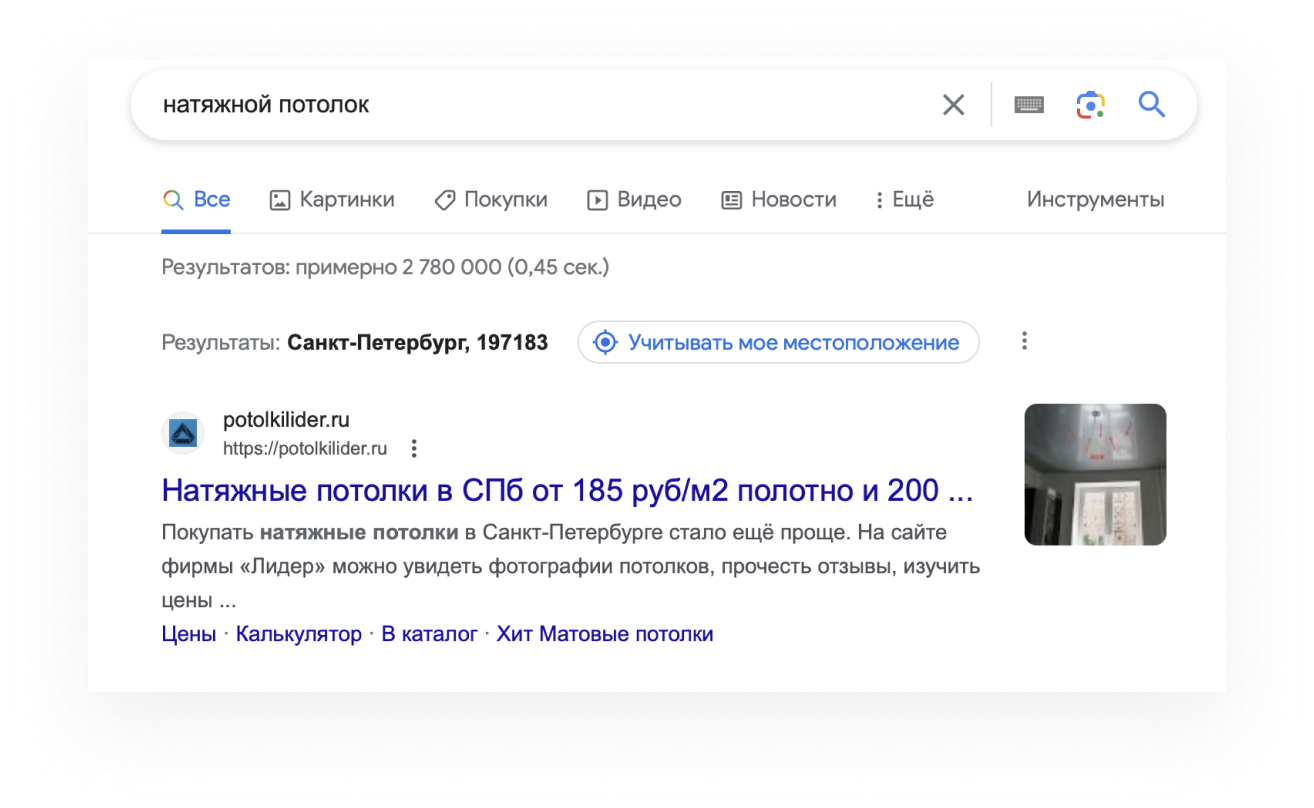 натяжной потолок
Все Картинки Покупки Видео Новости Ещё Инструменты
Результатов: примерно 2 780 000 (0,45 сек.)
Результаты: Санкт-Петербург, 197183 Учитывать мое местоположение
potolkilider.ru
https://potolkilider.ru
Натяжные потолки в СПб от 185 руб/м2 полотно и 200 ...
Покупать натяжные потолки в Санкт-Петербурге стало ещё проще. На сайте
фирмы «Лидер» можно увидеть фотографии потолков, прочесть отзывы, изучить
цены ...
Цены · Калькулятор · В каталог · Хит Матовые потолки